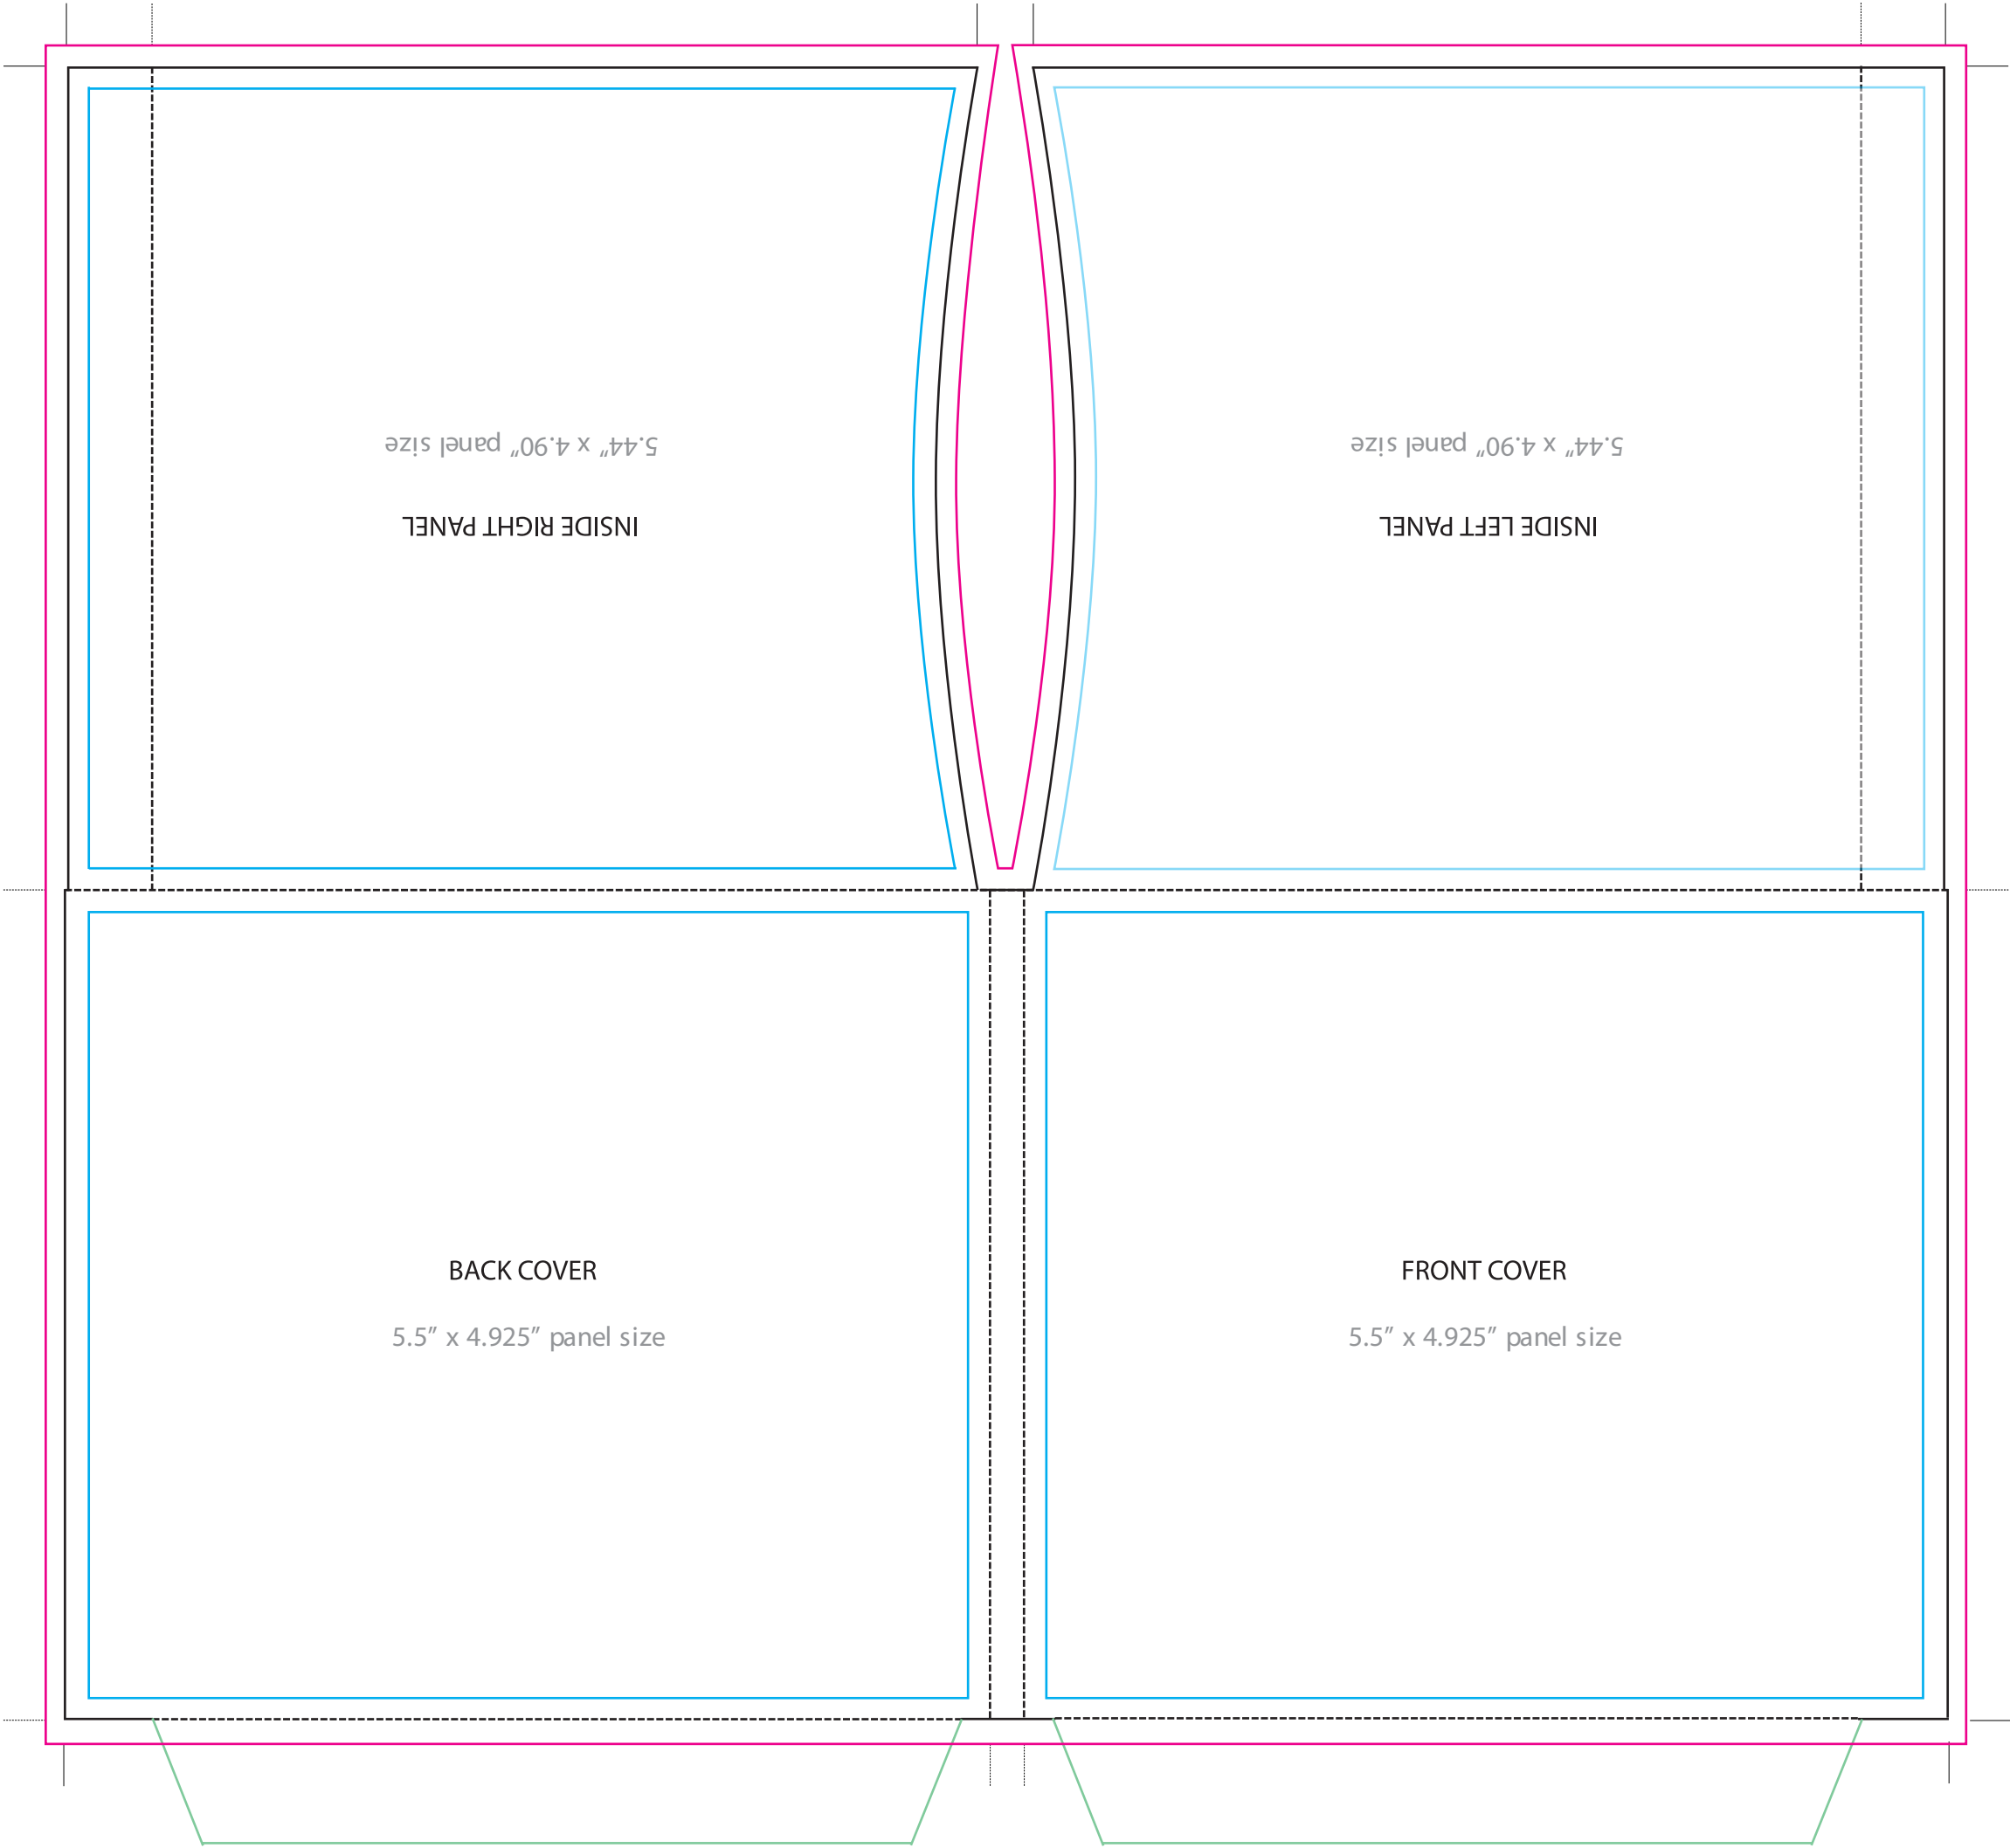 5.44” x 4.90” panel size
INSIDE RIGHT PANEL
5.44” x 4.90” panel size
INSIDE LEFT PANEL
BACK COVER
5.5” x 4.925” panel size
FRONT COVER
5.5” x 4.925” panel size